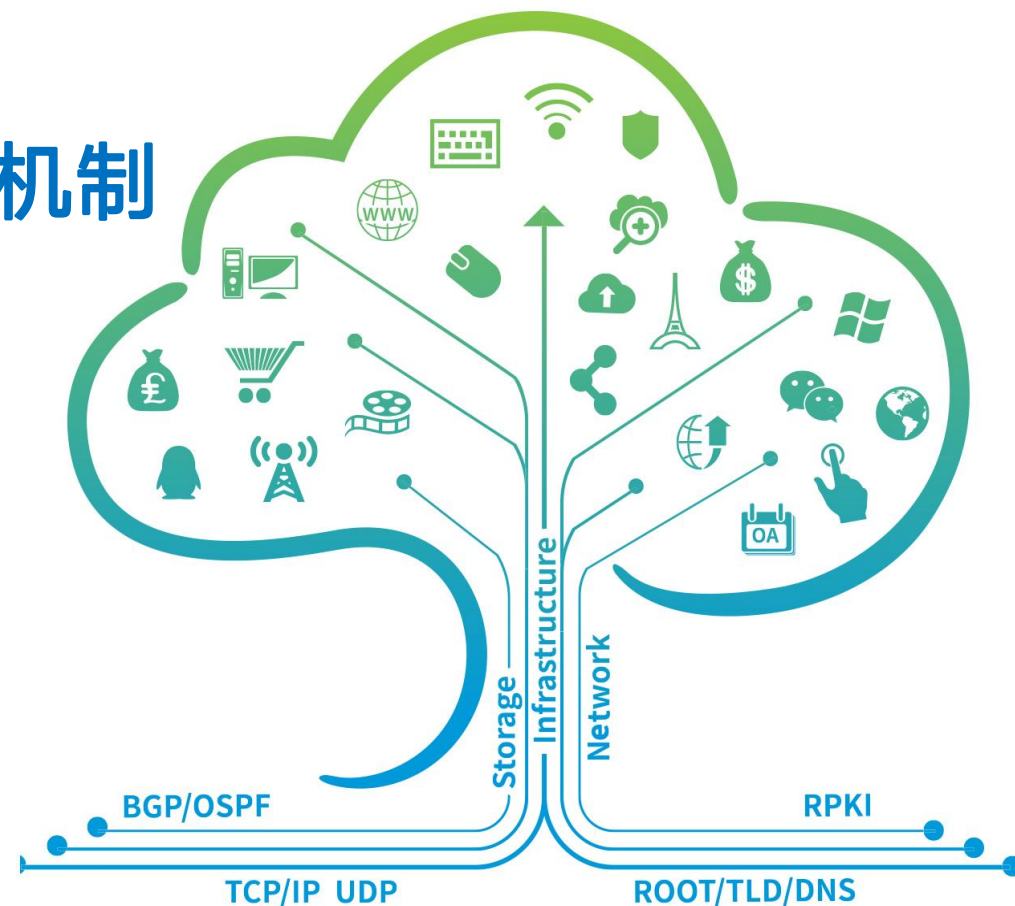 机制
WWW
$
£
OA
Storage
Infrastructure
Network
BGP/OSPF
RPKI
TCP/IP UDP
ROOT/TLD/DNS